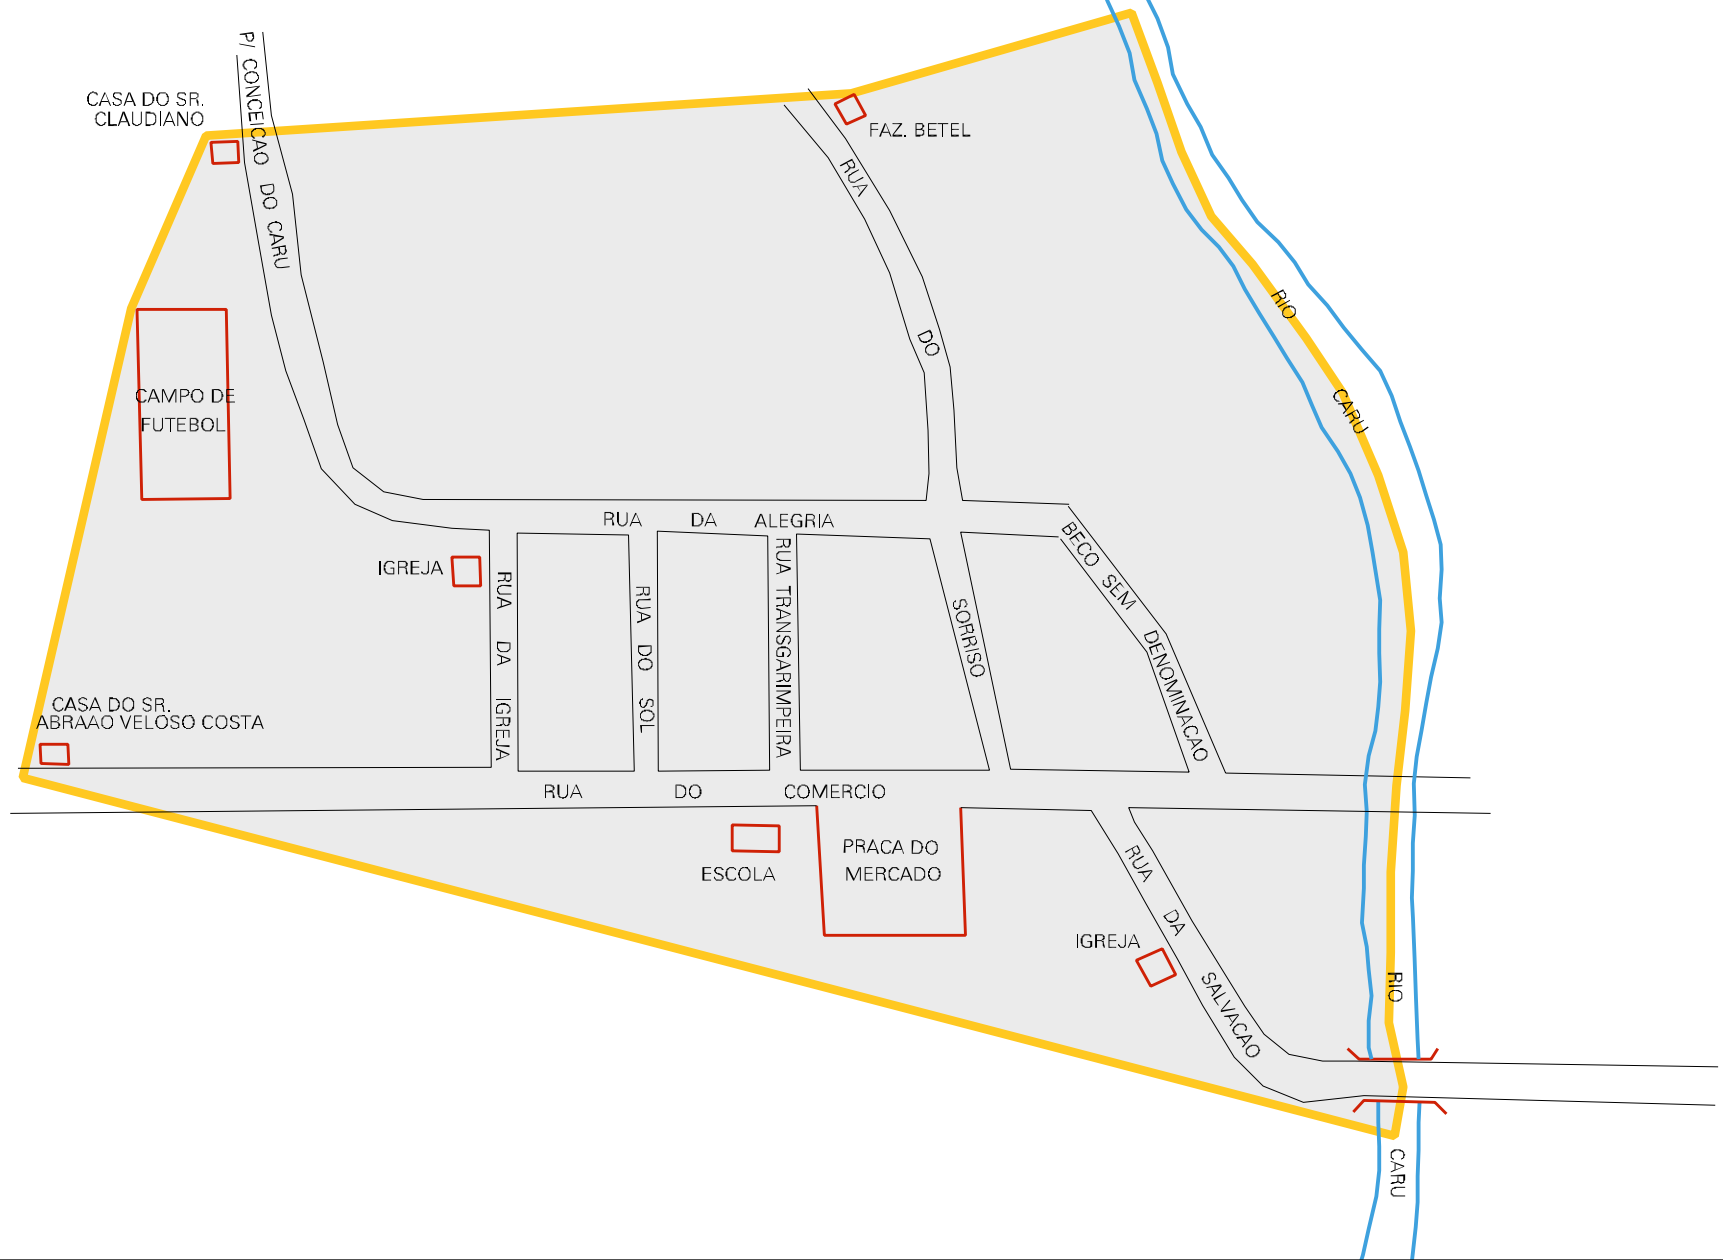 P/ CONCEICAO DO CARU
CASA DO SR.
CLAUDIANO
FAZ. BETEL
RUA DO SORRISO
RIO CARU
CAMPO DE
FUTEBOL
RUA DA ALEGRIA
BECO SEM DENOMINACAO
IGREJA
RUA DA IGREJA
RUA DO SOL
RUA TRANSGARIMPEIRA
CASA DO SR.
ABRAAO VELOSO COSTA
RUA DO COMERCIO
ESCOLA
PRACA DO
MERCADO
RUA DA SALVACAO
IGREJA
RIO CARU